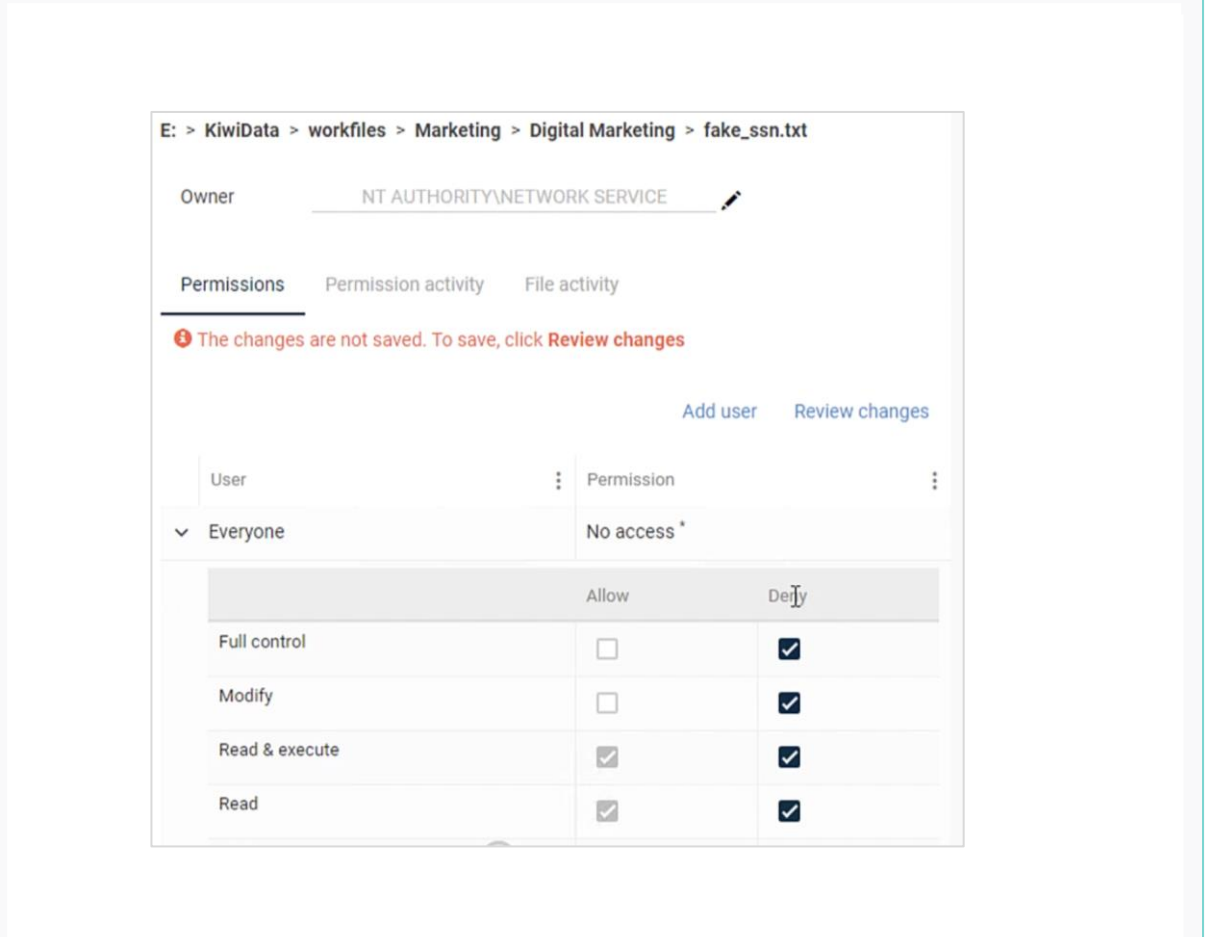 E: > KiwiData > workfiles > Marketing > Digital Marketing > fake_ssn.txt
Owner NT AUTHORITY\NETWORK SERVICE
Permissions Permission activity File activity
The changes are not saved. To save, click Review changes
Add user Review changes
User Permission
Everyone No access *
Allow Deny
Full control
Modify
Read & execute
Read